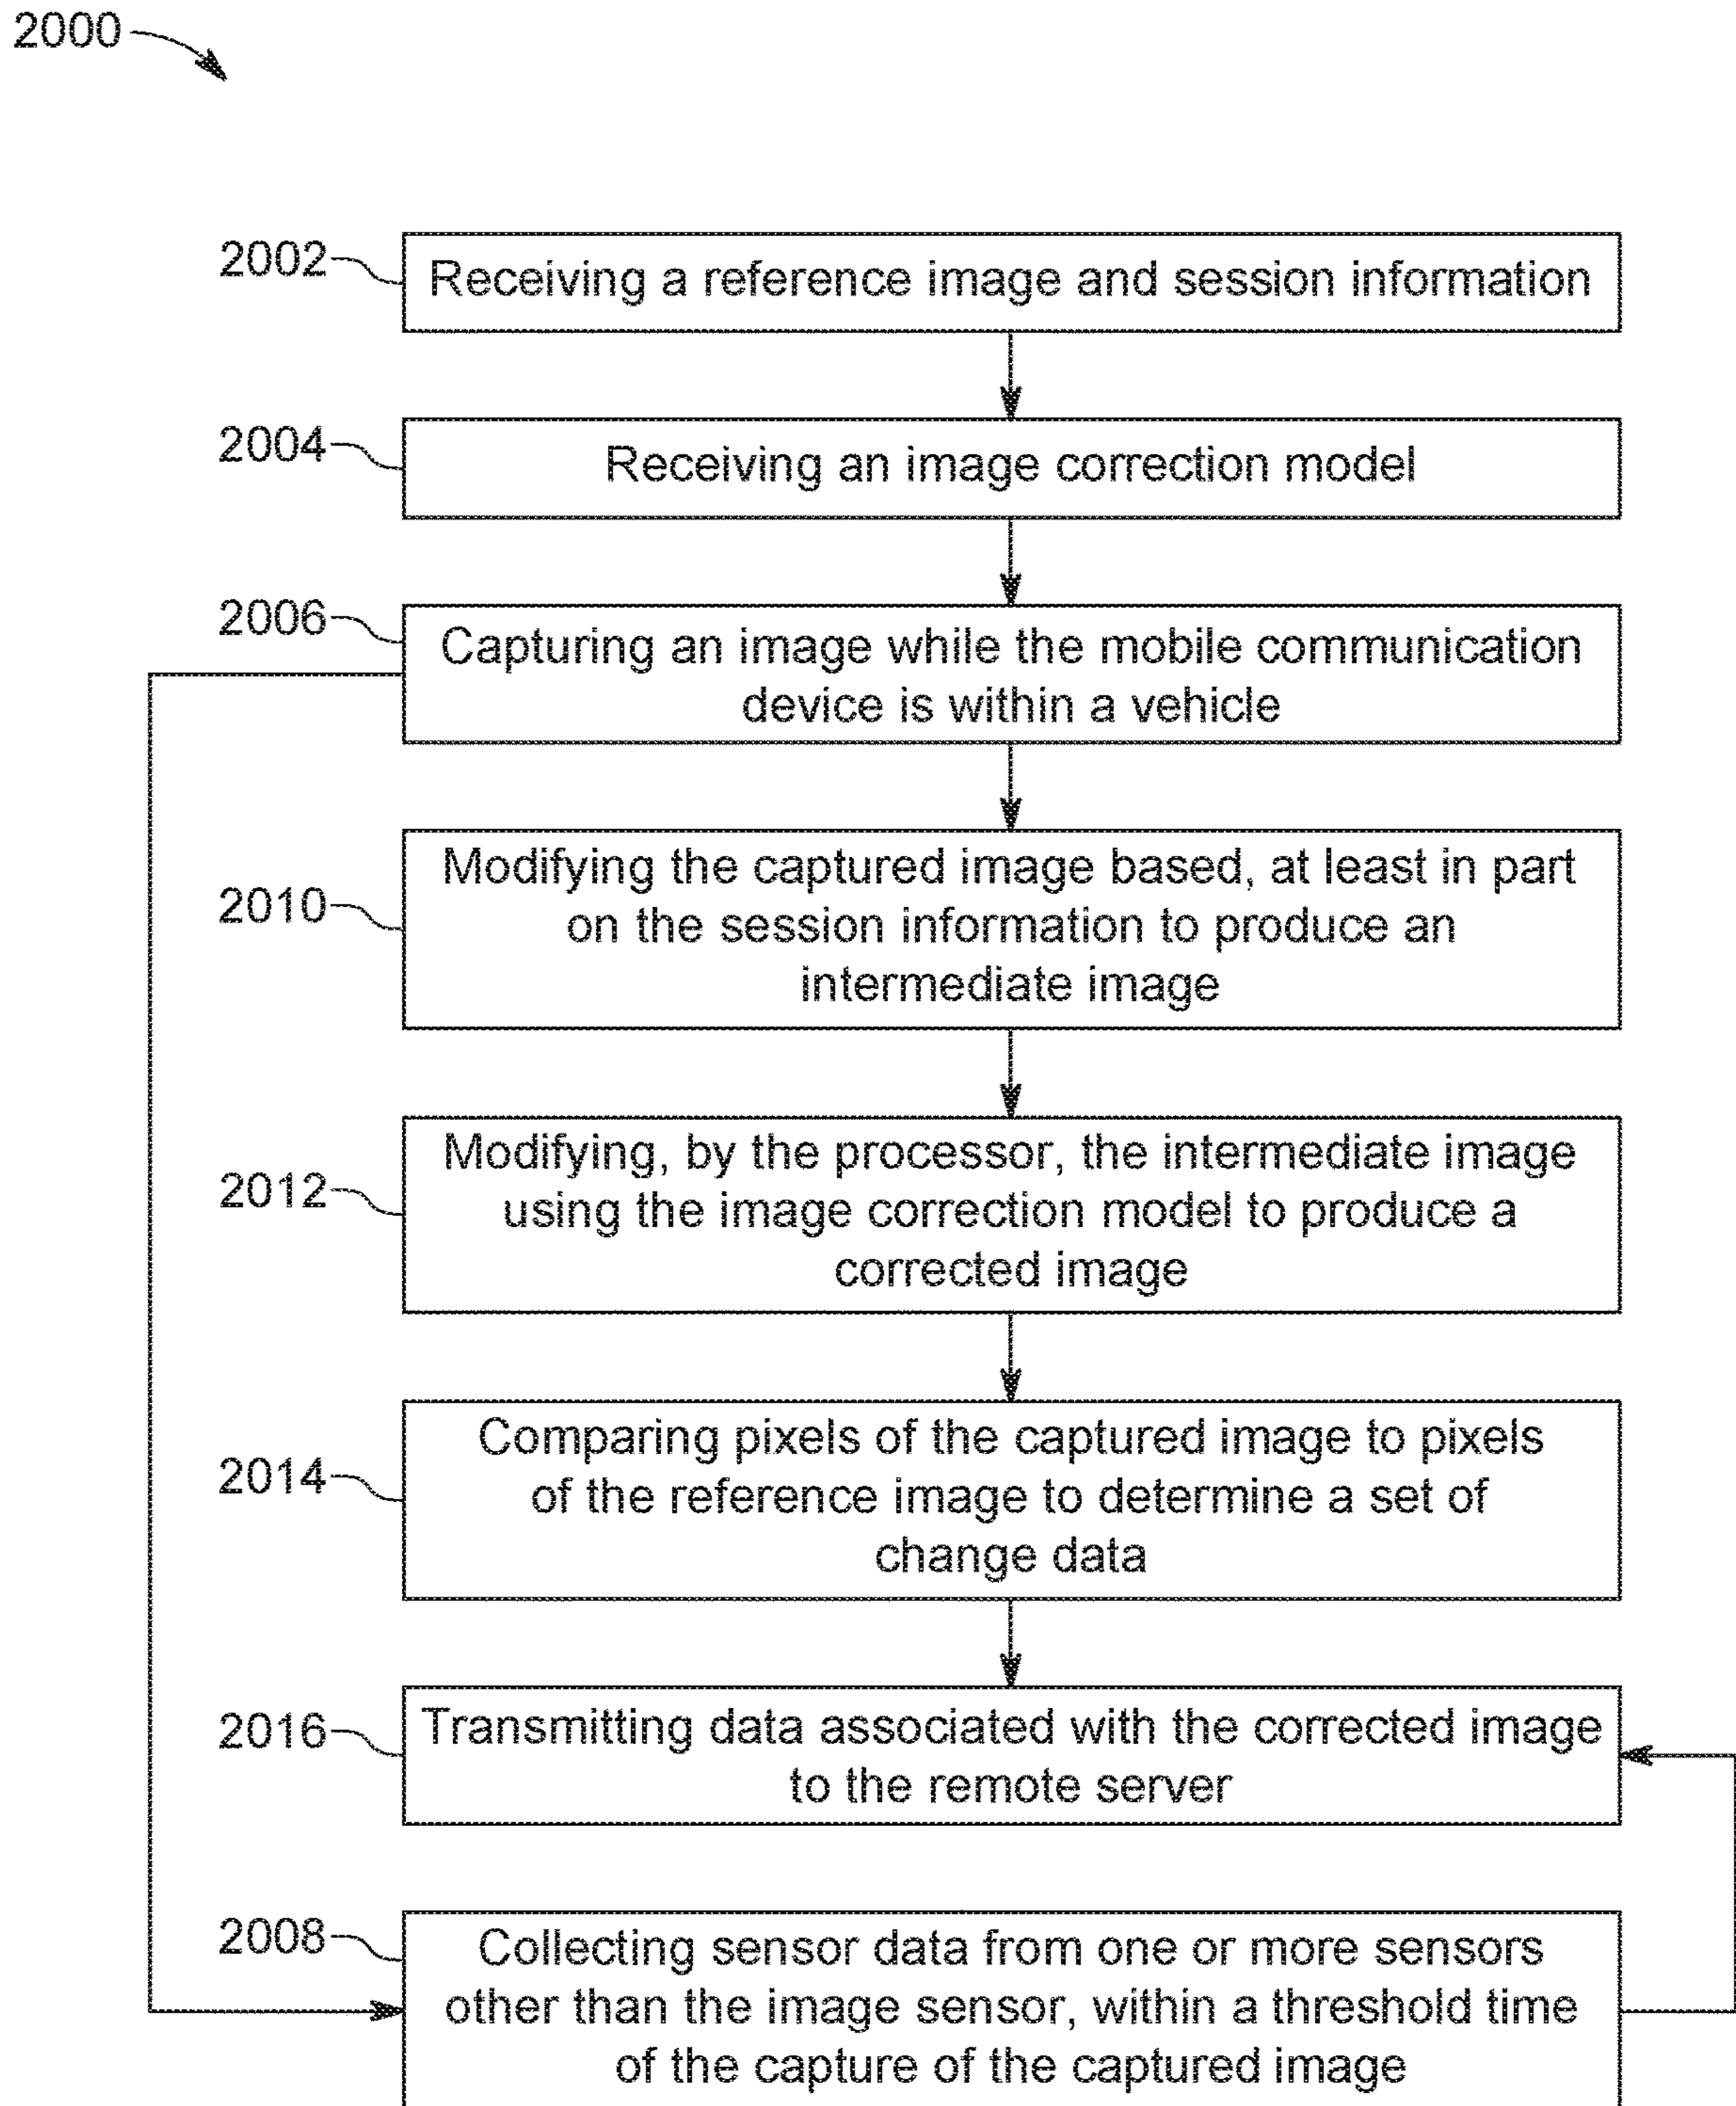 2000
2002
Receiving a reference image and session information
2004
Receiving an image correction model
2006
Capturing an image while the mobile communication
device is within a vehicle
2010
Modifying the captured image based, at least in part
on the session information to produce an
intermediate image
2012
Modifying, by the processor, the intermediate image
using the image correction model to produce a
corrected image
2014
Comparing pixels of the captured image to pixels
of the reference image to determine a set of
change data
2016
Transmitting data associated with the corrected image
to the remote server
2008
Collecting sensor data from one or more sensors
other than the image sensor, within a threshold time
of the capture of the captured image